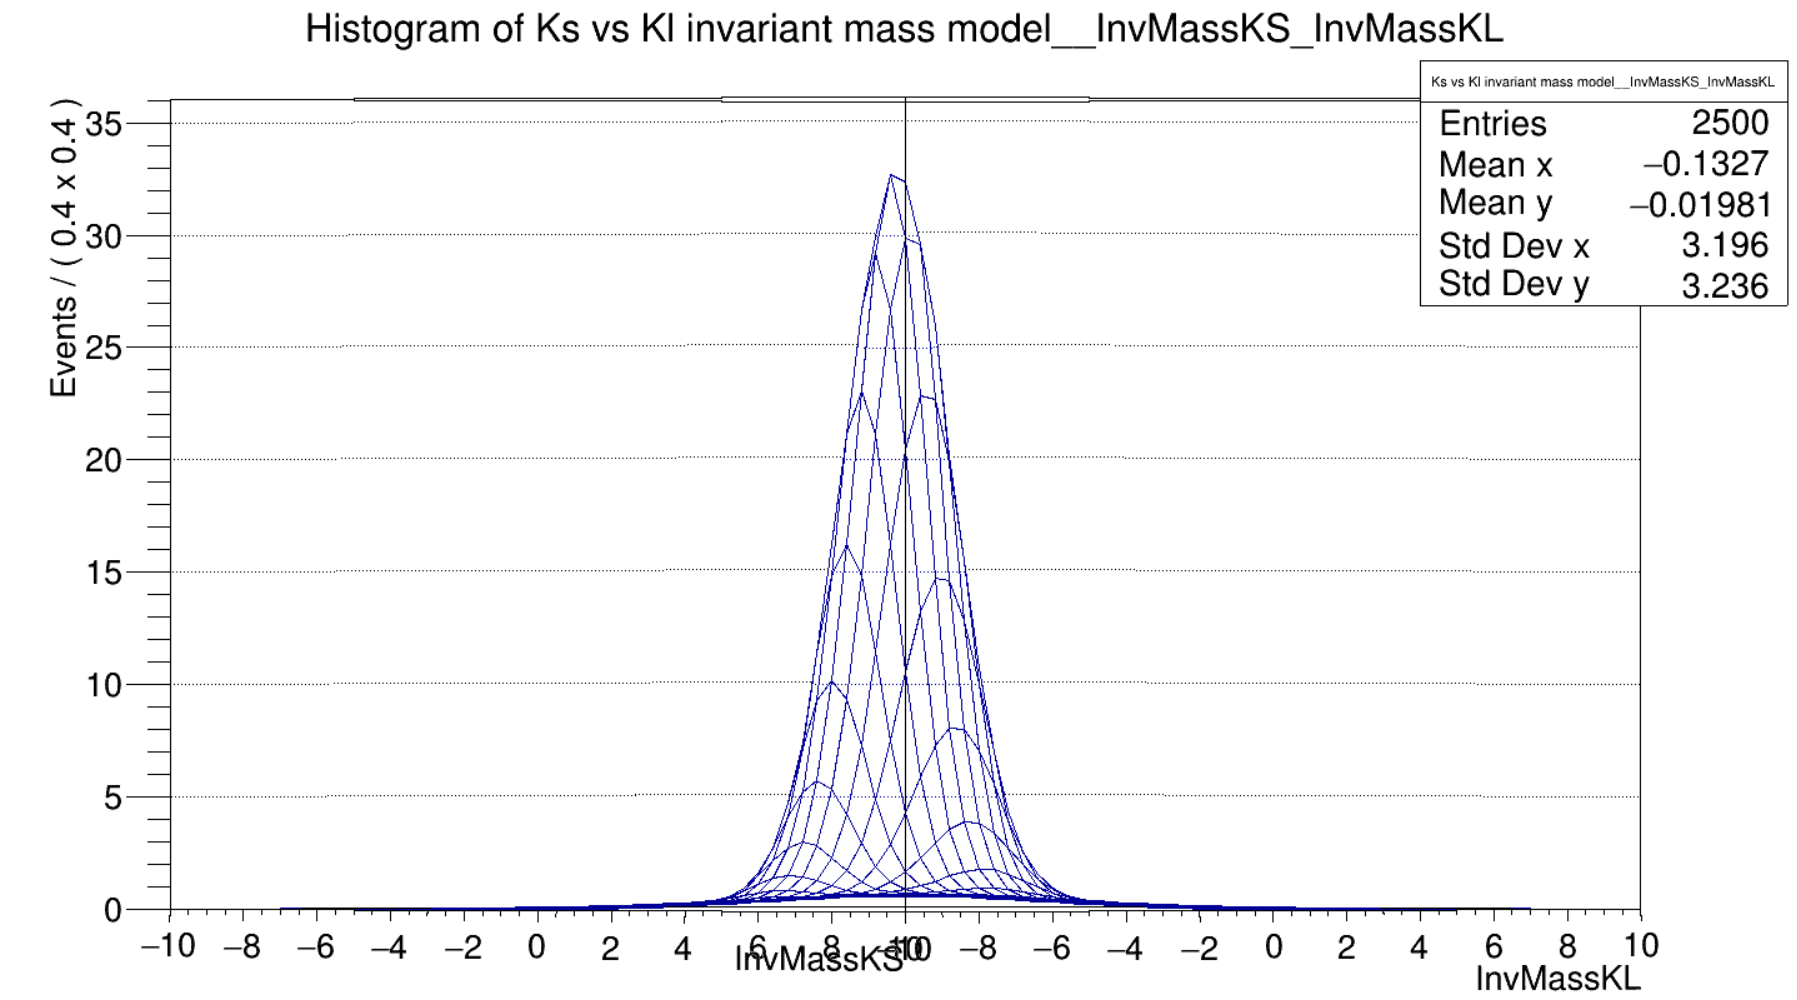 Histogram of Ks vs Kl invariant mass model__InvMassKS_InvMassKL
Ks vs Kl invariant mass model__InvMassKS_InvMassKL
Entries 2500
Mean x −0.1327
Mean y −0.01981
Std Dev x 3.196
Std Dev y 3.236
Events / ( 0.4 x 0.4 )
35
30
25
20
15
10
5
0
−10 −8 −6 −4 −2 0 2 4 6 8 10
−10 −8 −6 −4 −2 0 2 4 6 8 10
InvMassKS
InvMassKL